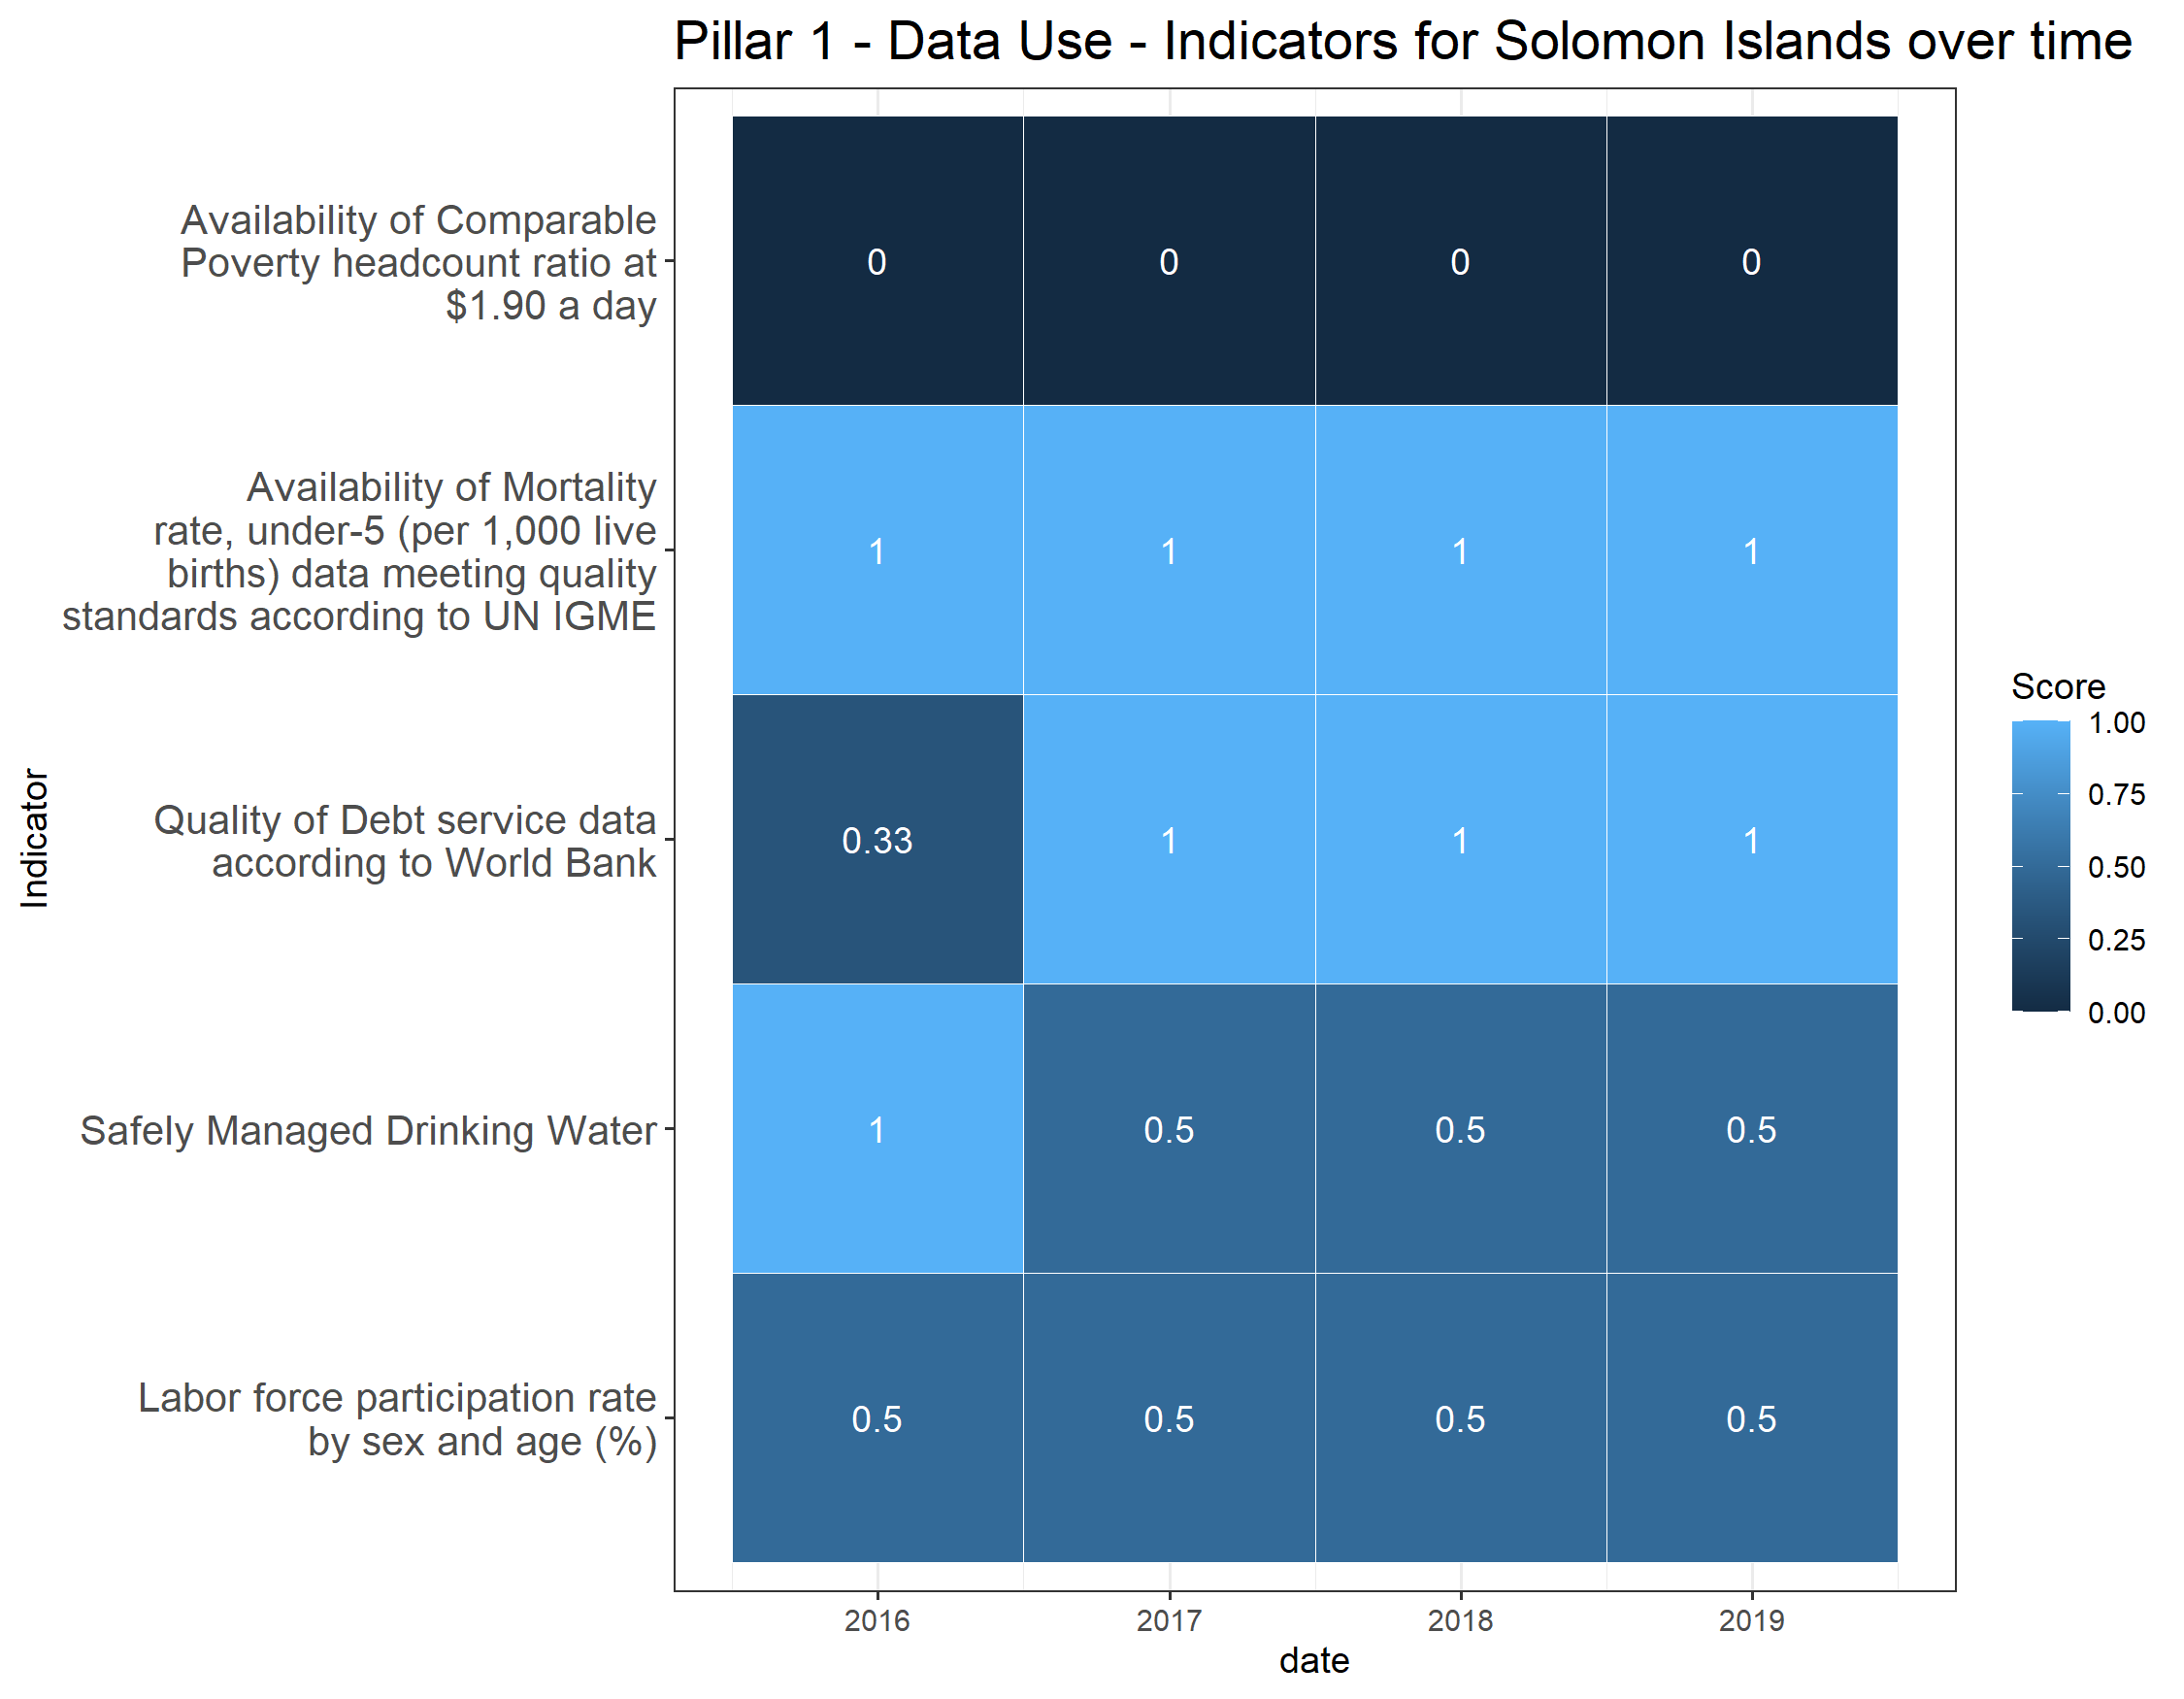 Pillar 1 - Data Use - Indicators for Solomon Islands over time
Indicator
Availability of Comparable
Poverty headcount ratio at
$1.90 a day
0 0 0 0
Availability of Mortality
rate, under-5 (per 1,000 live
births) data meeting quality
standards according to UN IGME
1 1 1 1
Quality of Debt service data
according to World Bank
0.33 1 1 1
Safely Managed Drinking Water
1 0.5 0.5 0.5
Labor force participation rate
by sex and age (%)
0.5 0.5 0.5 0.5
2016 2017 2018 2019
date
Score
1.00
0.75
0.50
0.25
0.00